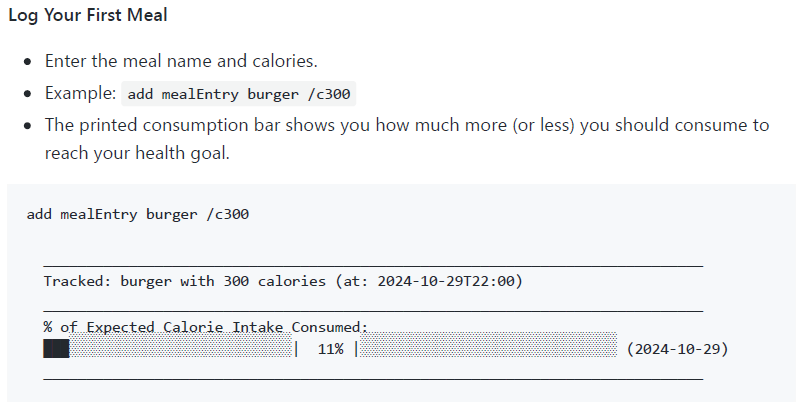 Log Your First Meal
• Enter the meal name and calories.
• Example: add mealEntry burger /c300
• The printed consumption bar shows you how much more (or less) you should consume to
reach your health goal.
add mealEntry burger /c300
Tracked: burger with 300 calories (at: 2024-10-29T22:00)
% of Expected Calorie Intake Consumed:
| 11% | (2024-10-29)